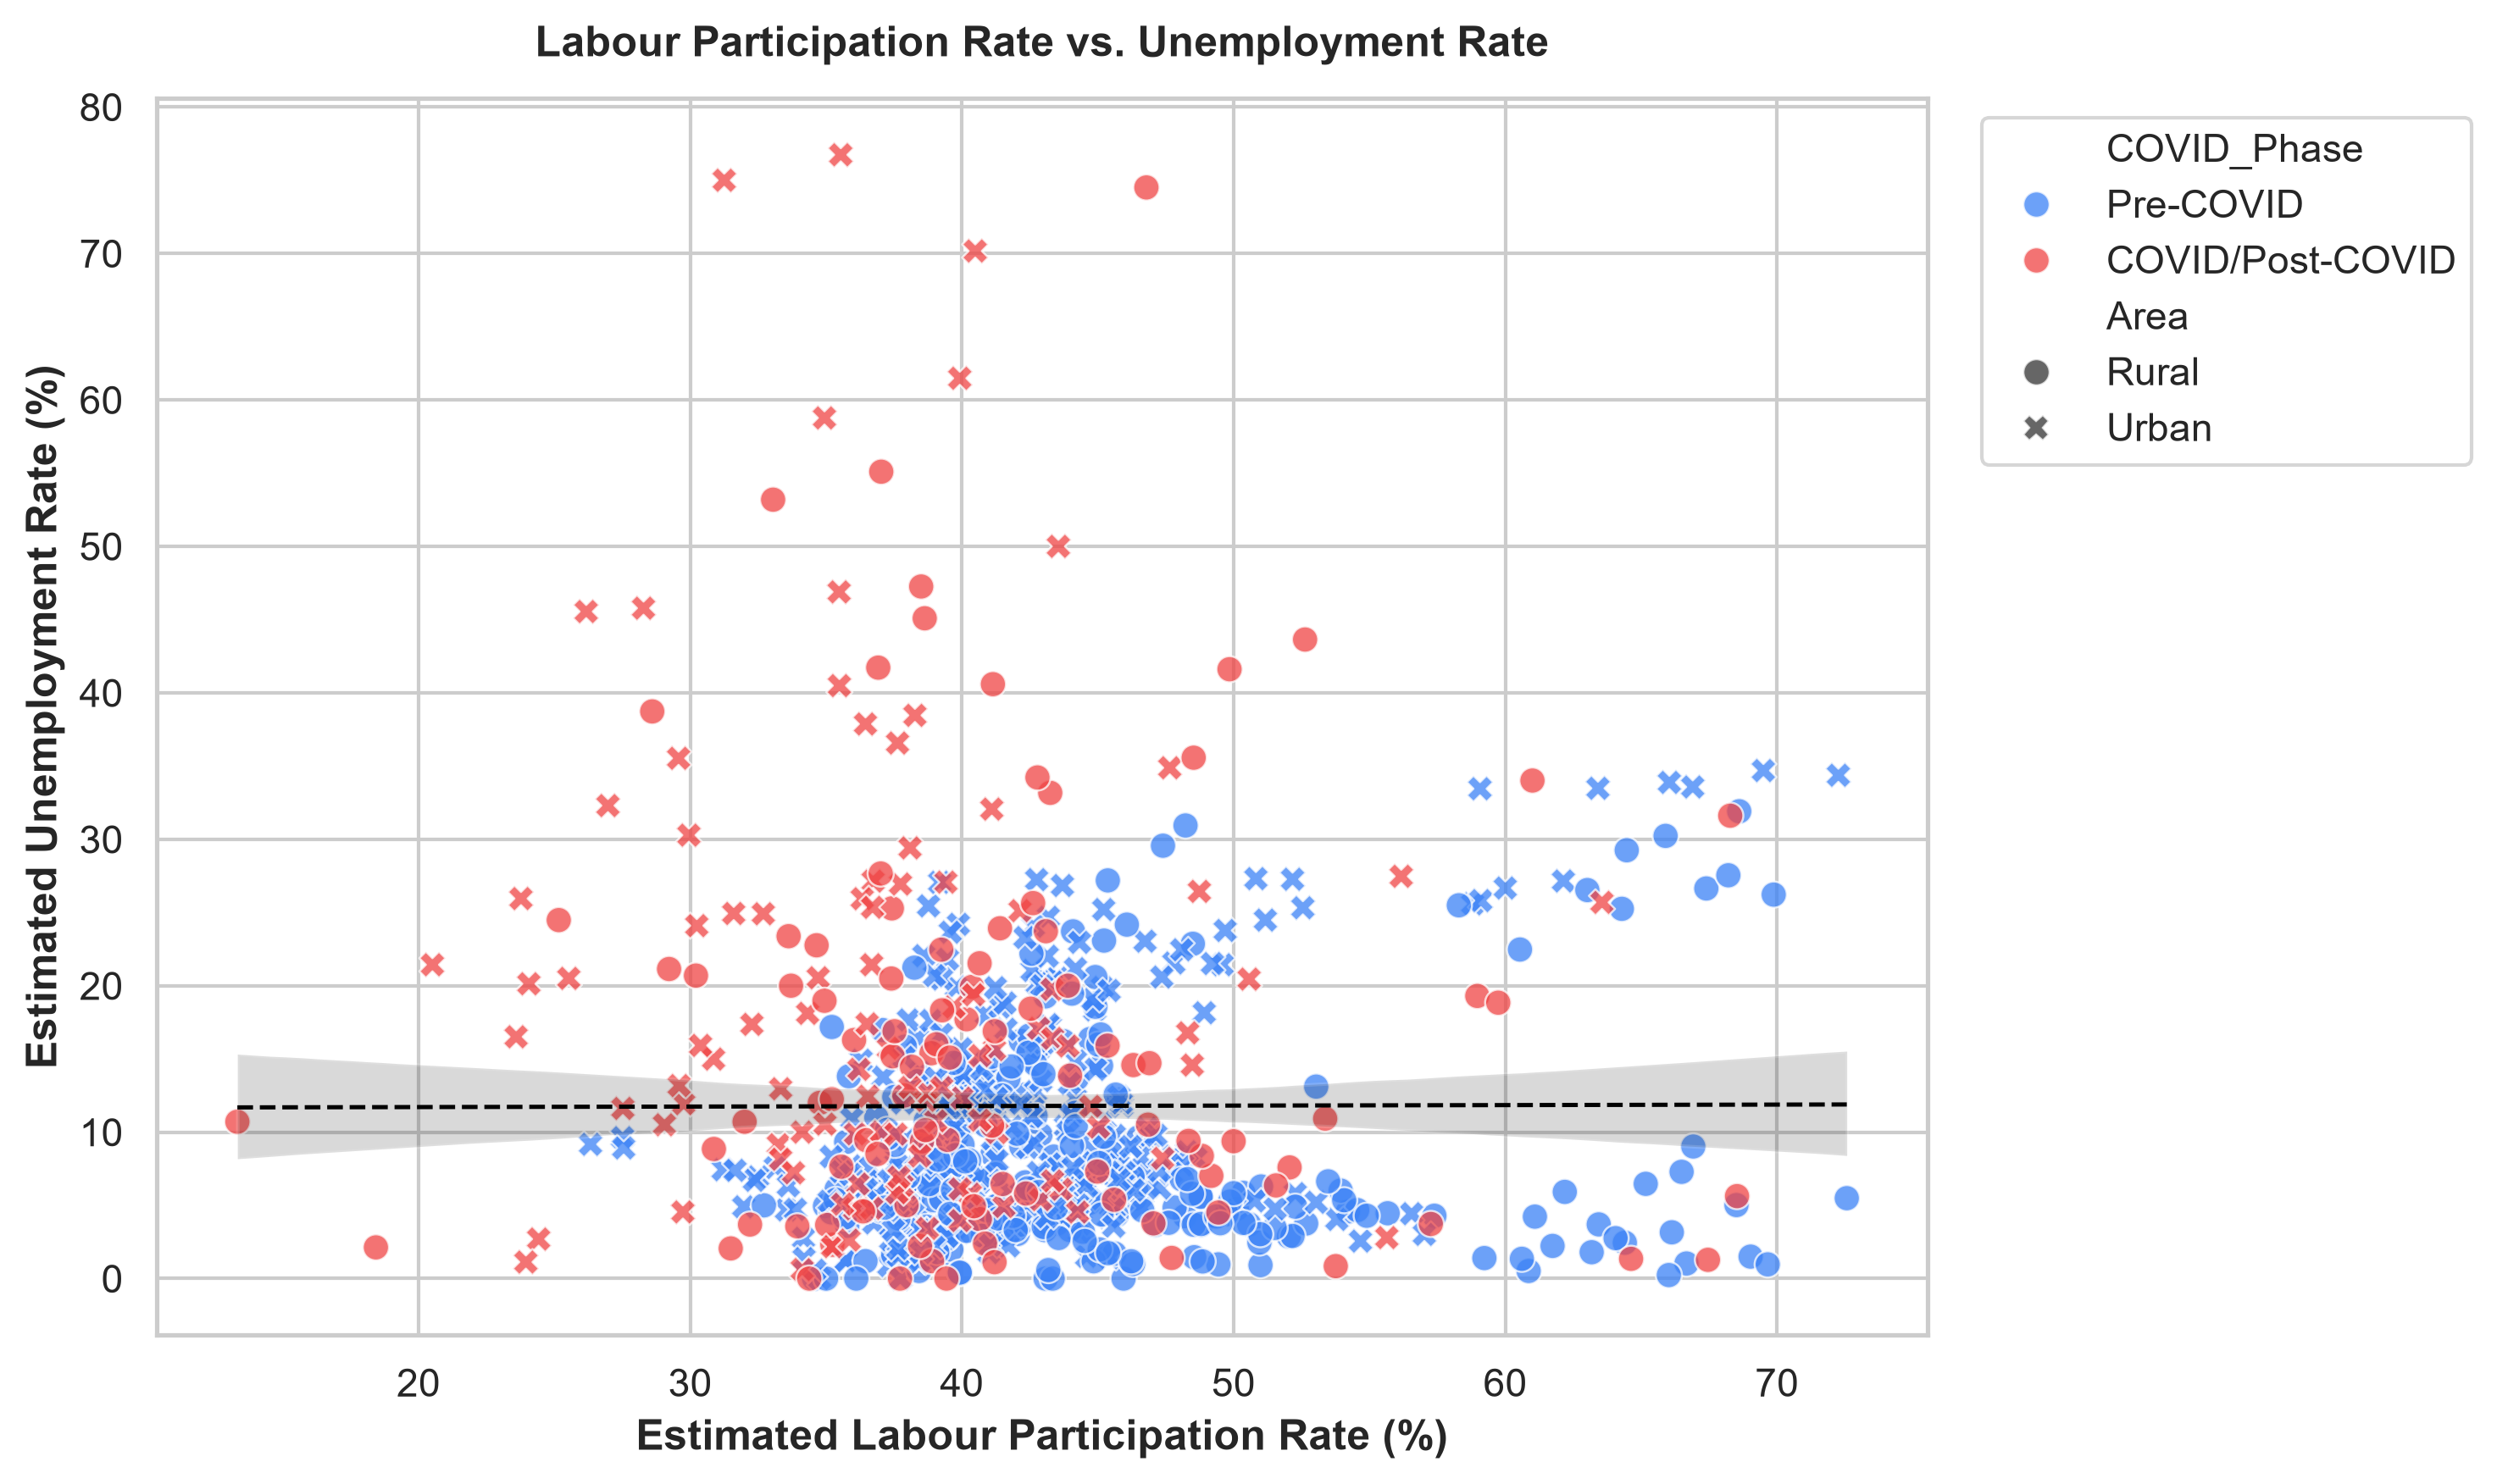 Labour Participation Rate vs. Unemployment Rate
80
70
60
50
40
30
20
10
0
Estimated Unemployment Rate (%)
20 30 40 50 60 70
Estimated Labour Participation Rate (%)
COVID_Phase
Pre-COVID
COVID/Post-COVID
Area
Rural
Urban